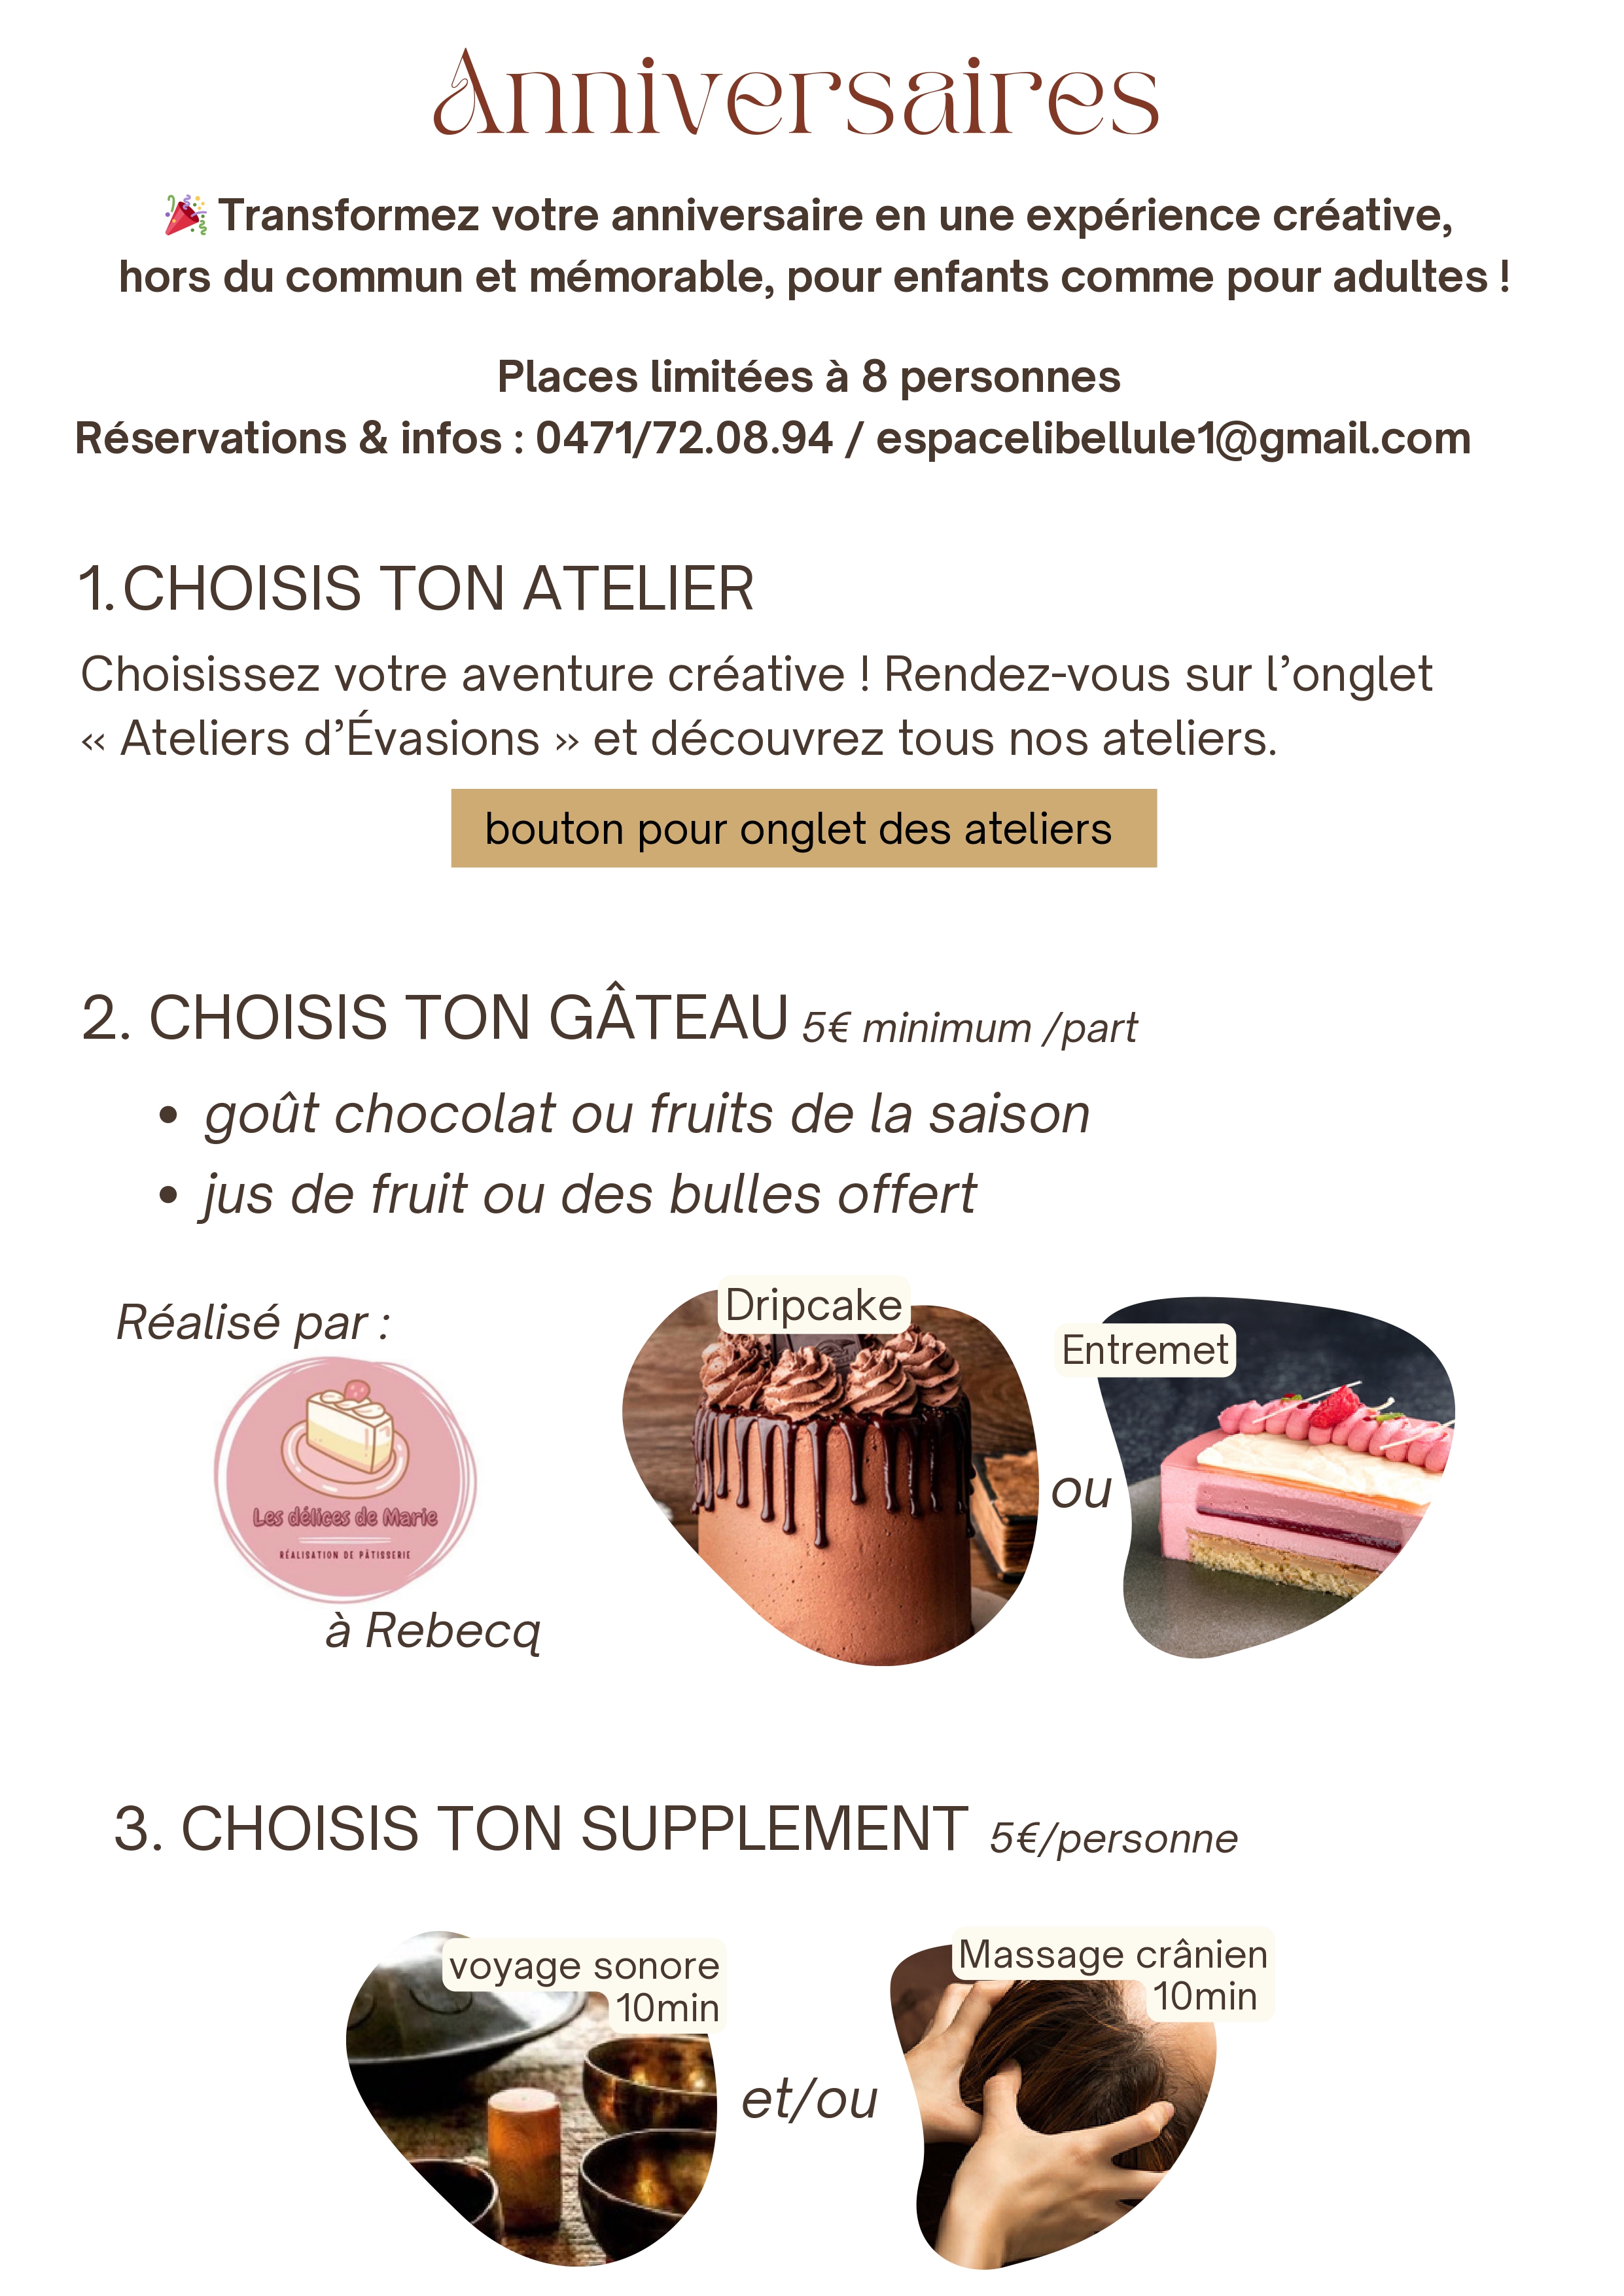 Anniversaires
🎉 Transformez votre anniversaire en une expérience créative,
hors du commun et mémorable, pour enfants comme pour adultes !
Places limitées à 8 personnes
Réservations & infos : 0471/72.08.94 / espacelibellule1@gmail.com
1. CHOISIS TON ATELIER
Choisissez votre aventure créative ! Rendez-vous sur l’onglet
« Ateliers d’Évasions » et découvrez tous nos ateliers.
bouton pour onglet des ateliers
2. CHOISIS TON GÂTEAU 5€ minimum /part
• goût chocolat ou fruits de la saison
• jus de fruit ou des bulles offert
Réalisé par :
Les délices de Marie
RÉALISATION DE PÂTISSERIE
à Rebecq
Dripcake
ou
Entremet
3. CHOISIS TON SUPPLEMENT 5€/personne
voyage sonore
10min
et/ou
Massage crânien
10min